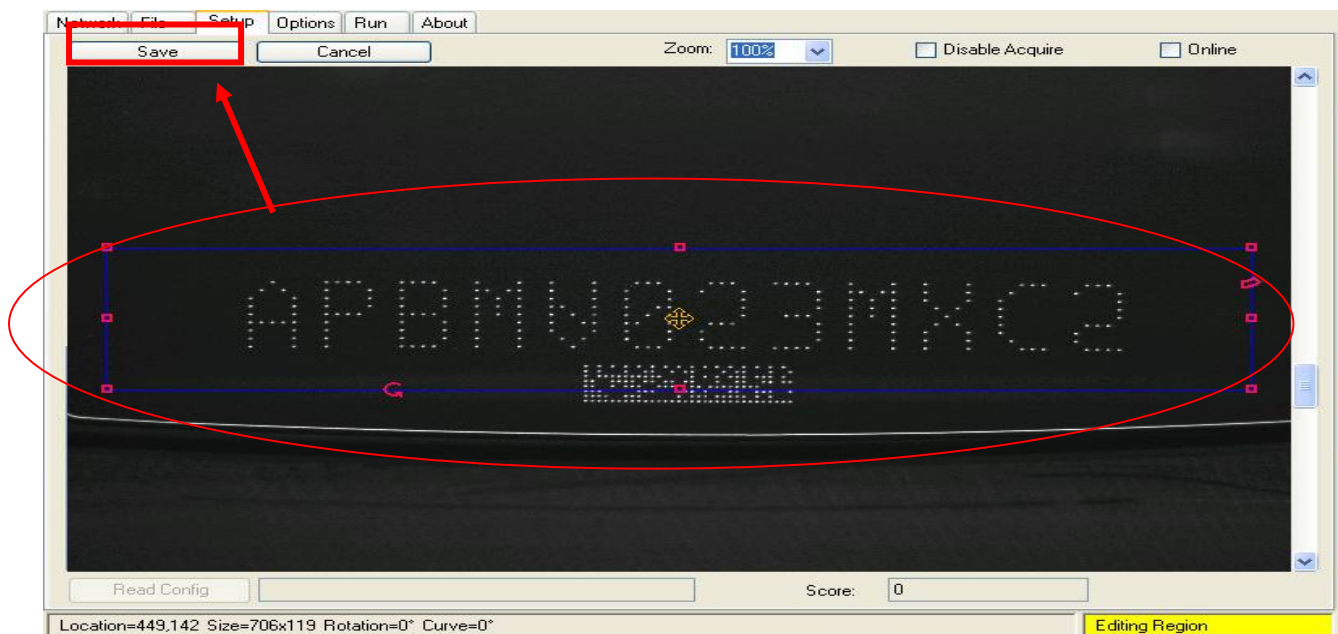 Network File Setup Options Run About
Save Cancel Zoom: 100% Disable Acquire Online
APBMV023MXC2
Read Config Score: 0
Location=449,142 Size=706x119 Rotation=0° Curve=0° Editing Region